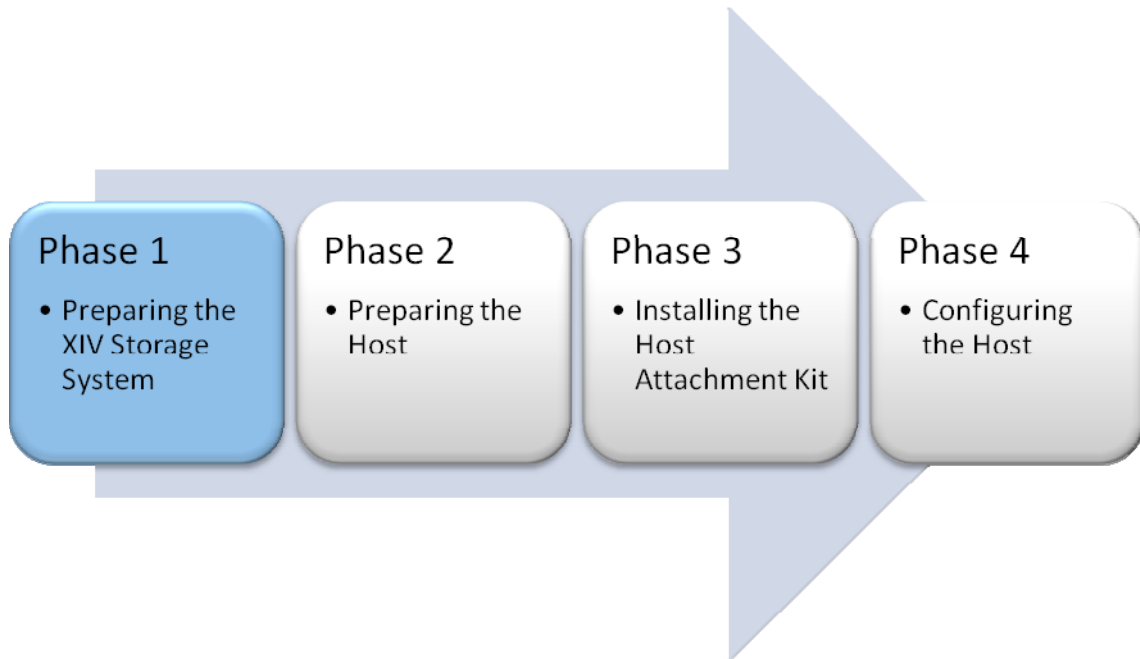 Phase 1
• Preparing the
XIV Storage
System
Phase 2
• Preparing the
Host
Phase 3
• Installing the
Host
Attachment Kit
Phase 4
• Configuring
the Host